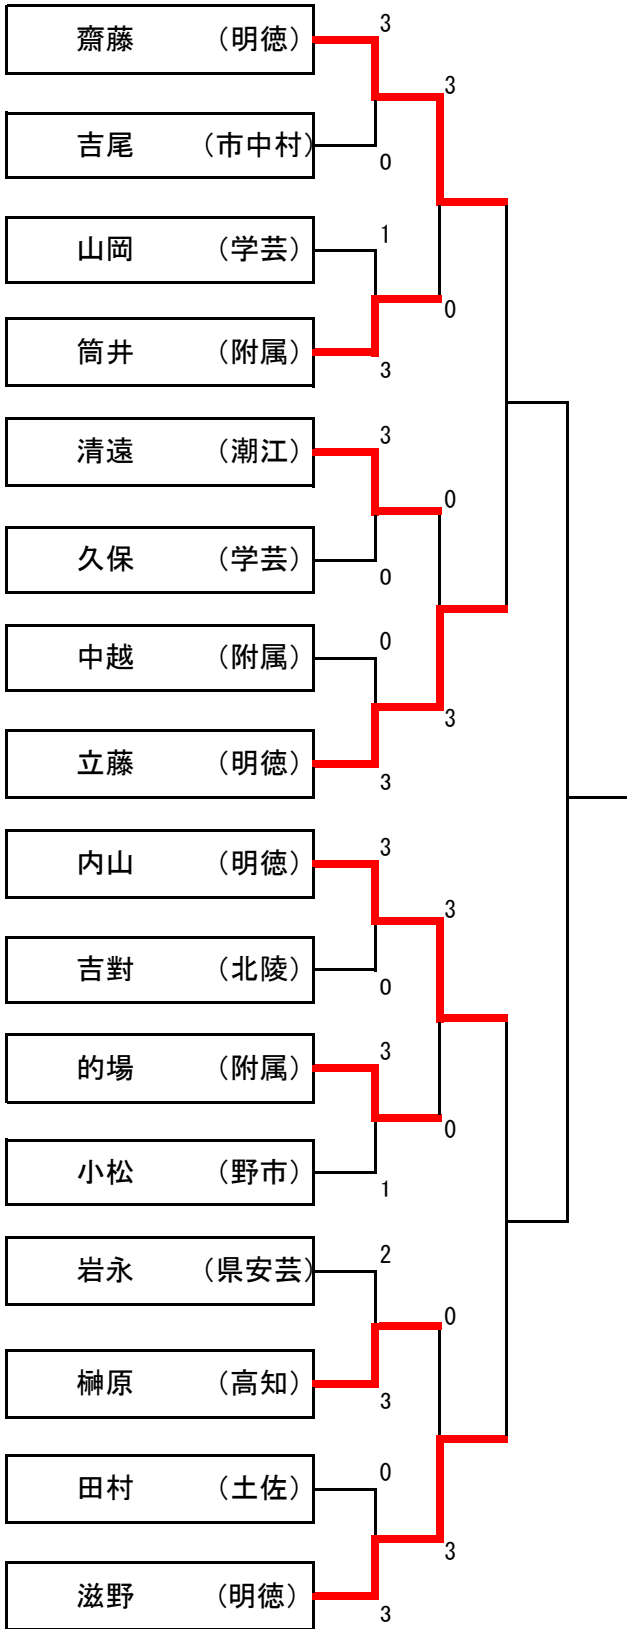 齋藤 （明徳）
3
3
吉尾 （市中村）
0
山岡 （学芸）
1
0
筒井 （附属）
3
清遠 （潮江）
3
0
久保 （学芸）
0
中越 （附属）
0
3
立藤 （明徳）
3
内山 （明徳）
3
3
吉對 （北陵）
0
的場 （附属）
3
0
小松 （野市）
1
岩永 （県安芸）
2
0
榊原 （高知）
3
田村 （土佐）
0
3
滋野 （明徳）
3